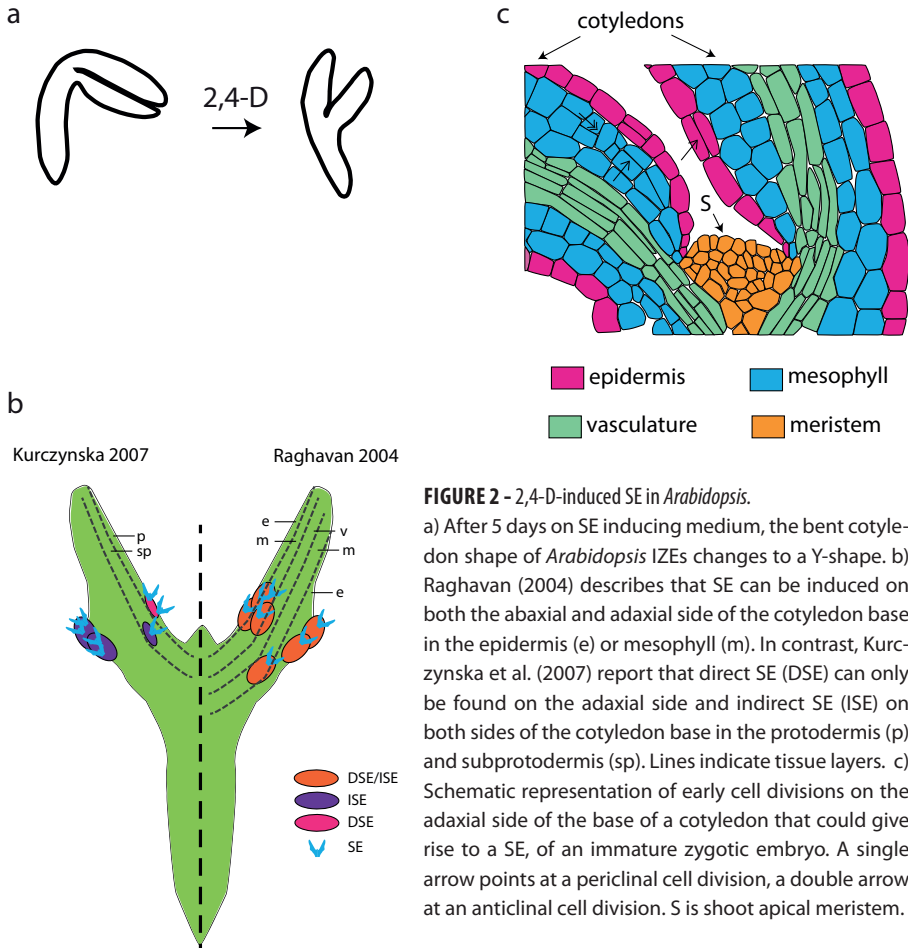 a
2,4-D
c
cotyledons
S
epidermis
mesophyll
vasculature
meristem
b
Kurczynska 2007
Raghavan 2004
p
sp
e
m
v
m
e
DSE/ISE
ISE
DSE
SE
FIGURE 2 - 2,4-D-induced SE in Arabidopsis.
a) After 5 days on SE inducing medium, the bent cotyle-
don shape of Arabidopsis IZEs changes to a Y-shape. b)
Raghavan (2004) describes that SE can be induced on
both the abaxial and adaxial side of the cotyledon base
in the epidermis (e) or mesophyll (m). In contrast, Kurc-
zynska et al. (2007) report that direct SE (DSE) can only
be found on the adaxial side and indirect SE (ISE) on
both sides of the cotyledon base in the protodermis (p)
and subprotodermis (sp). Lines indicate tissue layers. c)
Schematic representation of early cell divisions on the
adaxial side of the base of a cotyledon that could give
rise to a SE, of an immature zygotic embryo. A single
arrow points at a periclinal cell division, a double arrow
at an anticlinal cell division. S is shoot apical meristem.